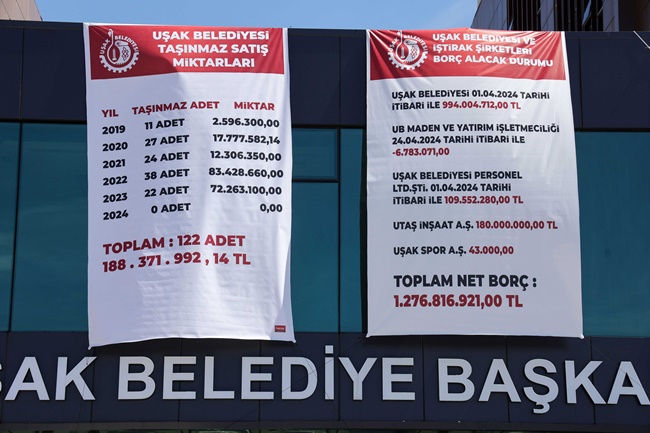 UŞAK BELEDİYESİ
UŞAK BELEDİYESİ
TAŞINMAZ SATIŞ
MİKTARLARI
YIL TAŞINMAZ ADET MİKTAR
2019 11 ADET 2.596.300,00
2020 27 ADET 17.777.582,14
2021 24 ADET 12.306.350,00
2022 38 ADET 83.428.660,00
2023 22 ADET 72.263.100,00
2024 0 ADET 0,00
TOPLAM : 122 ADET
188 . 371 . 992 , 14 TL
UŞAK BELEDİYESİ
UŞAK BELEDİYESİ VE
İŞTİRAK ŞİRKETLERİ
BORÇ ALACAK DURUMU
UŞAK BELEDİYESİ 01.04.2024 TARİHİ
İTİBARI İLE 994.004.712,00 TL
UB MADEN VE YATIRIM İŞLETMECİLİĞİ
24.04.2024 TARİHİ İTİBARI İLE
-6.783.071,00
UŞAK BELEDİYESİ PERSONEL
LTD.ŞTİ. 01.04.2024 TARİHİ
İTİBARI İLE 109.552.280,00 TL
UTAŞ İNŞAAT A.Ş. 180.000.000,00 TL
UŞAK SPOR A.Ş. 43.000,00
TOPLAM NET BORÇ :
1.276.816.921,00 TL
UŞAK BELEDİYE BAŞKA